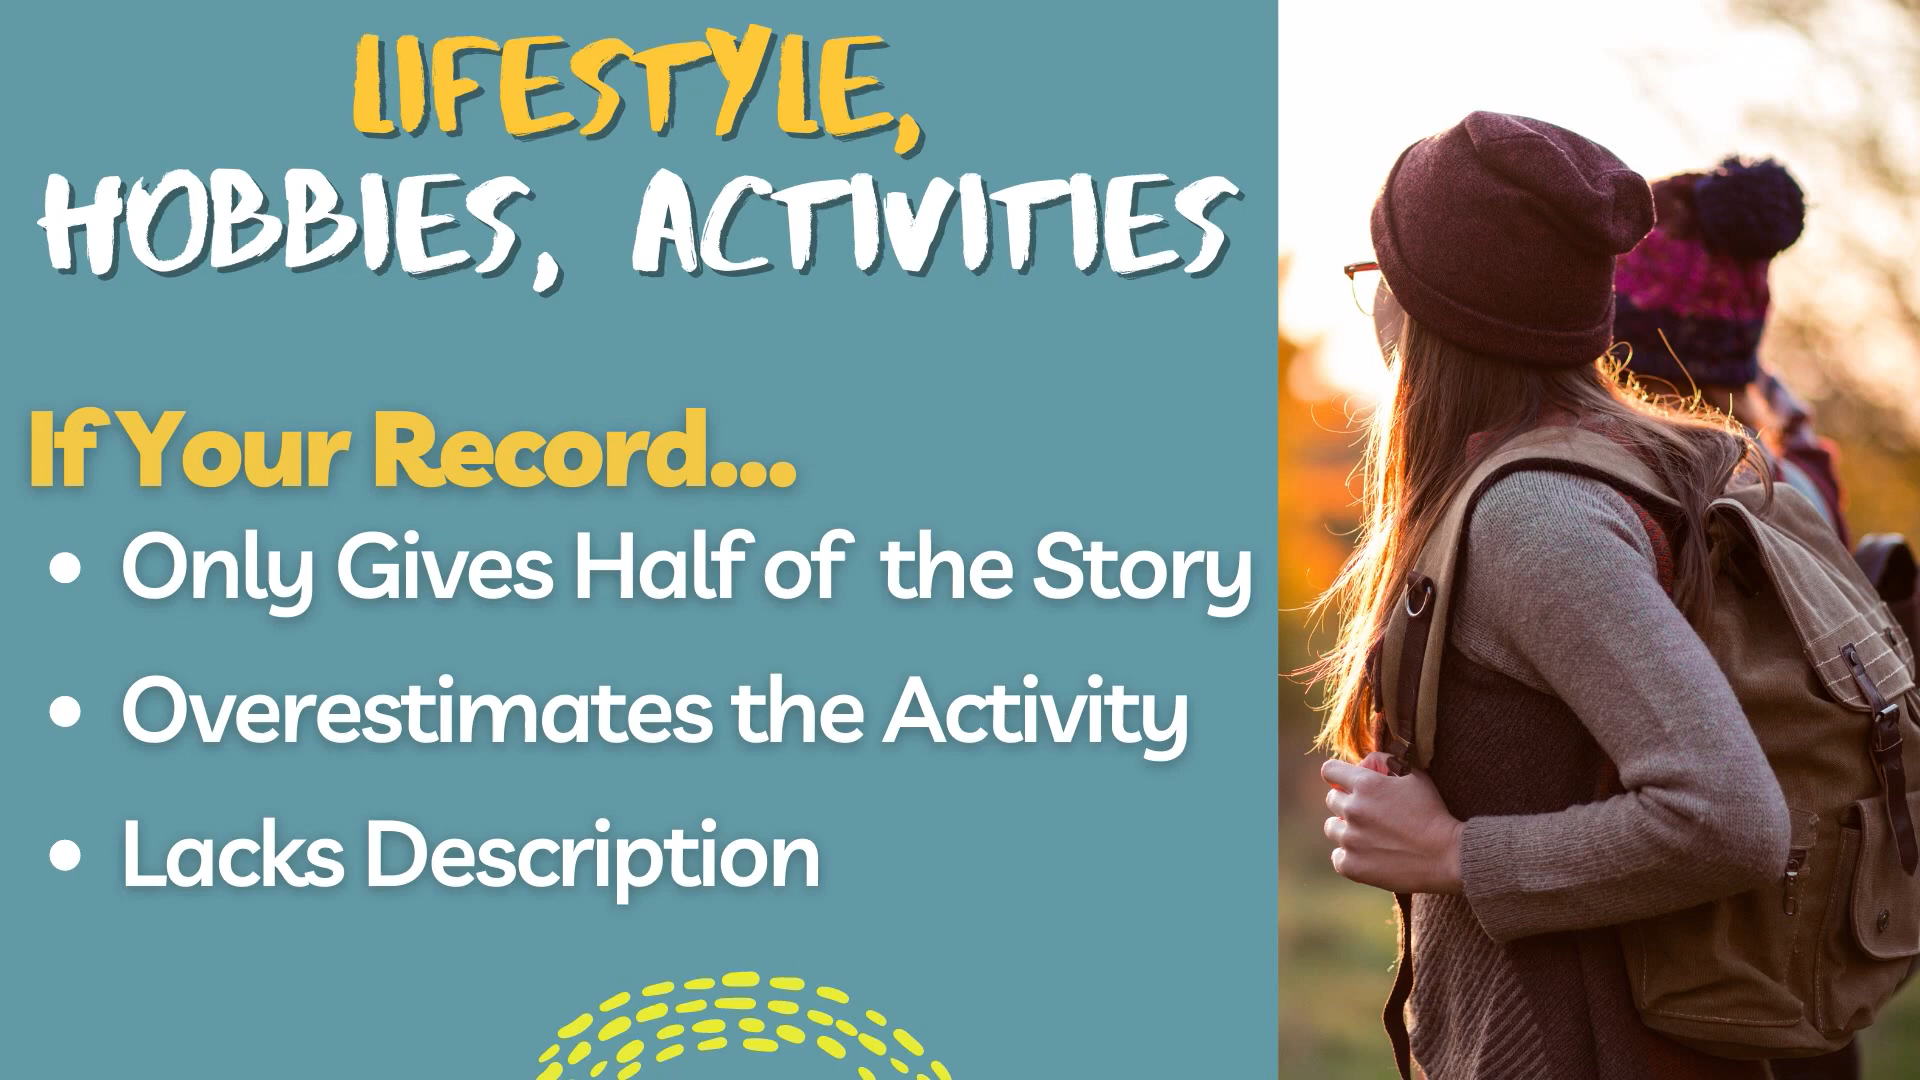 LIFESTYLE,
HOBBIES, ACTIVITIES
If Your Record...
• Only Gives Half of the Story
• Overestimates the Activity
• Lacks Description